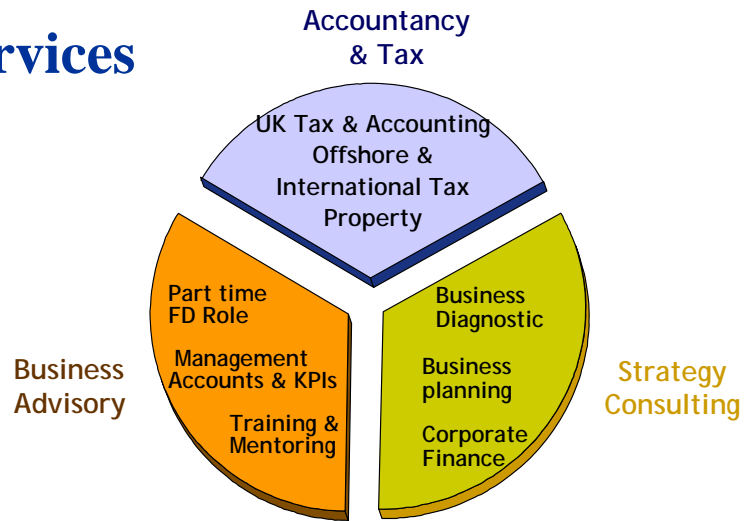 Accountancy
& Tax
rvices
UK Tax & Accounting
Offshore &
International Tax
Property
Part time
FD Role
Management
Accounts & KPIs
Training &
Mentoring
Business
Advisory
Business
Diagnostic
Business
planning
Corporate
Finance
Strategy
Consulting